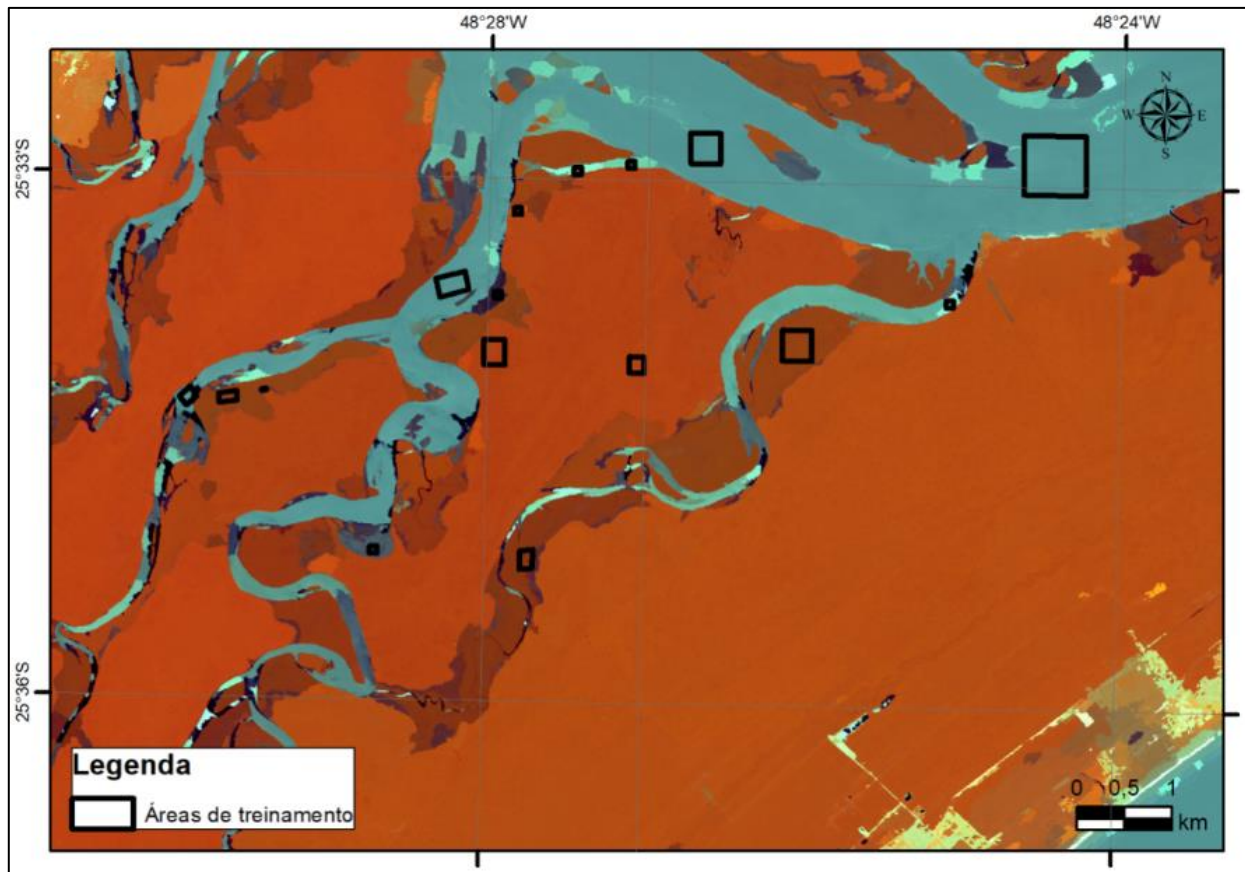 48°28'W 48°24'W
N
W E
S
25°33'S
25°36'S
Legenda
Áreas de treinamento
0 0,5 1
km